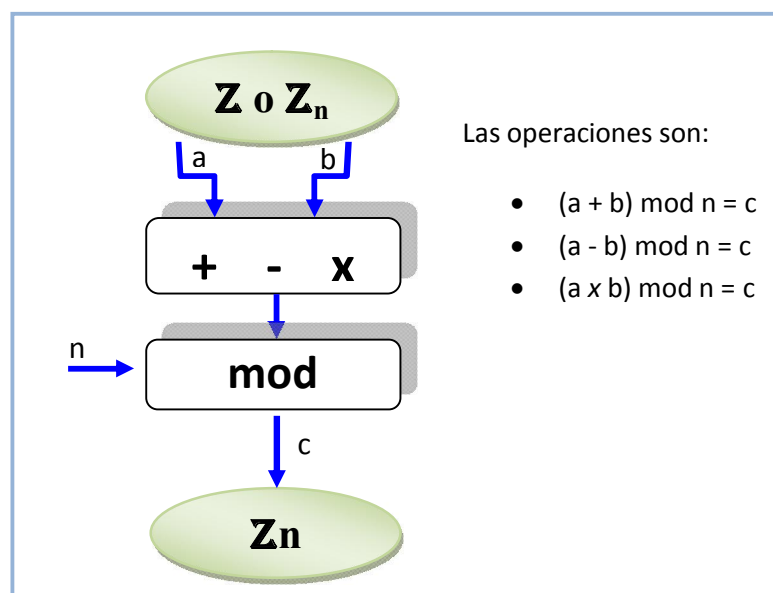 Z o Zn
a
b
Las operaciones son:
• (a + b) mod n = c
• (a - b) mod n = c
• (a x b) mod n = c
+ - x
n
mod
c
Zn